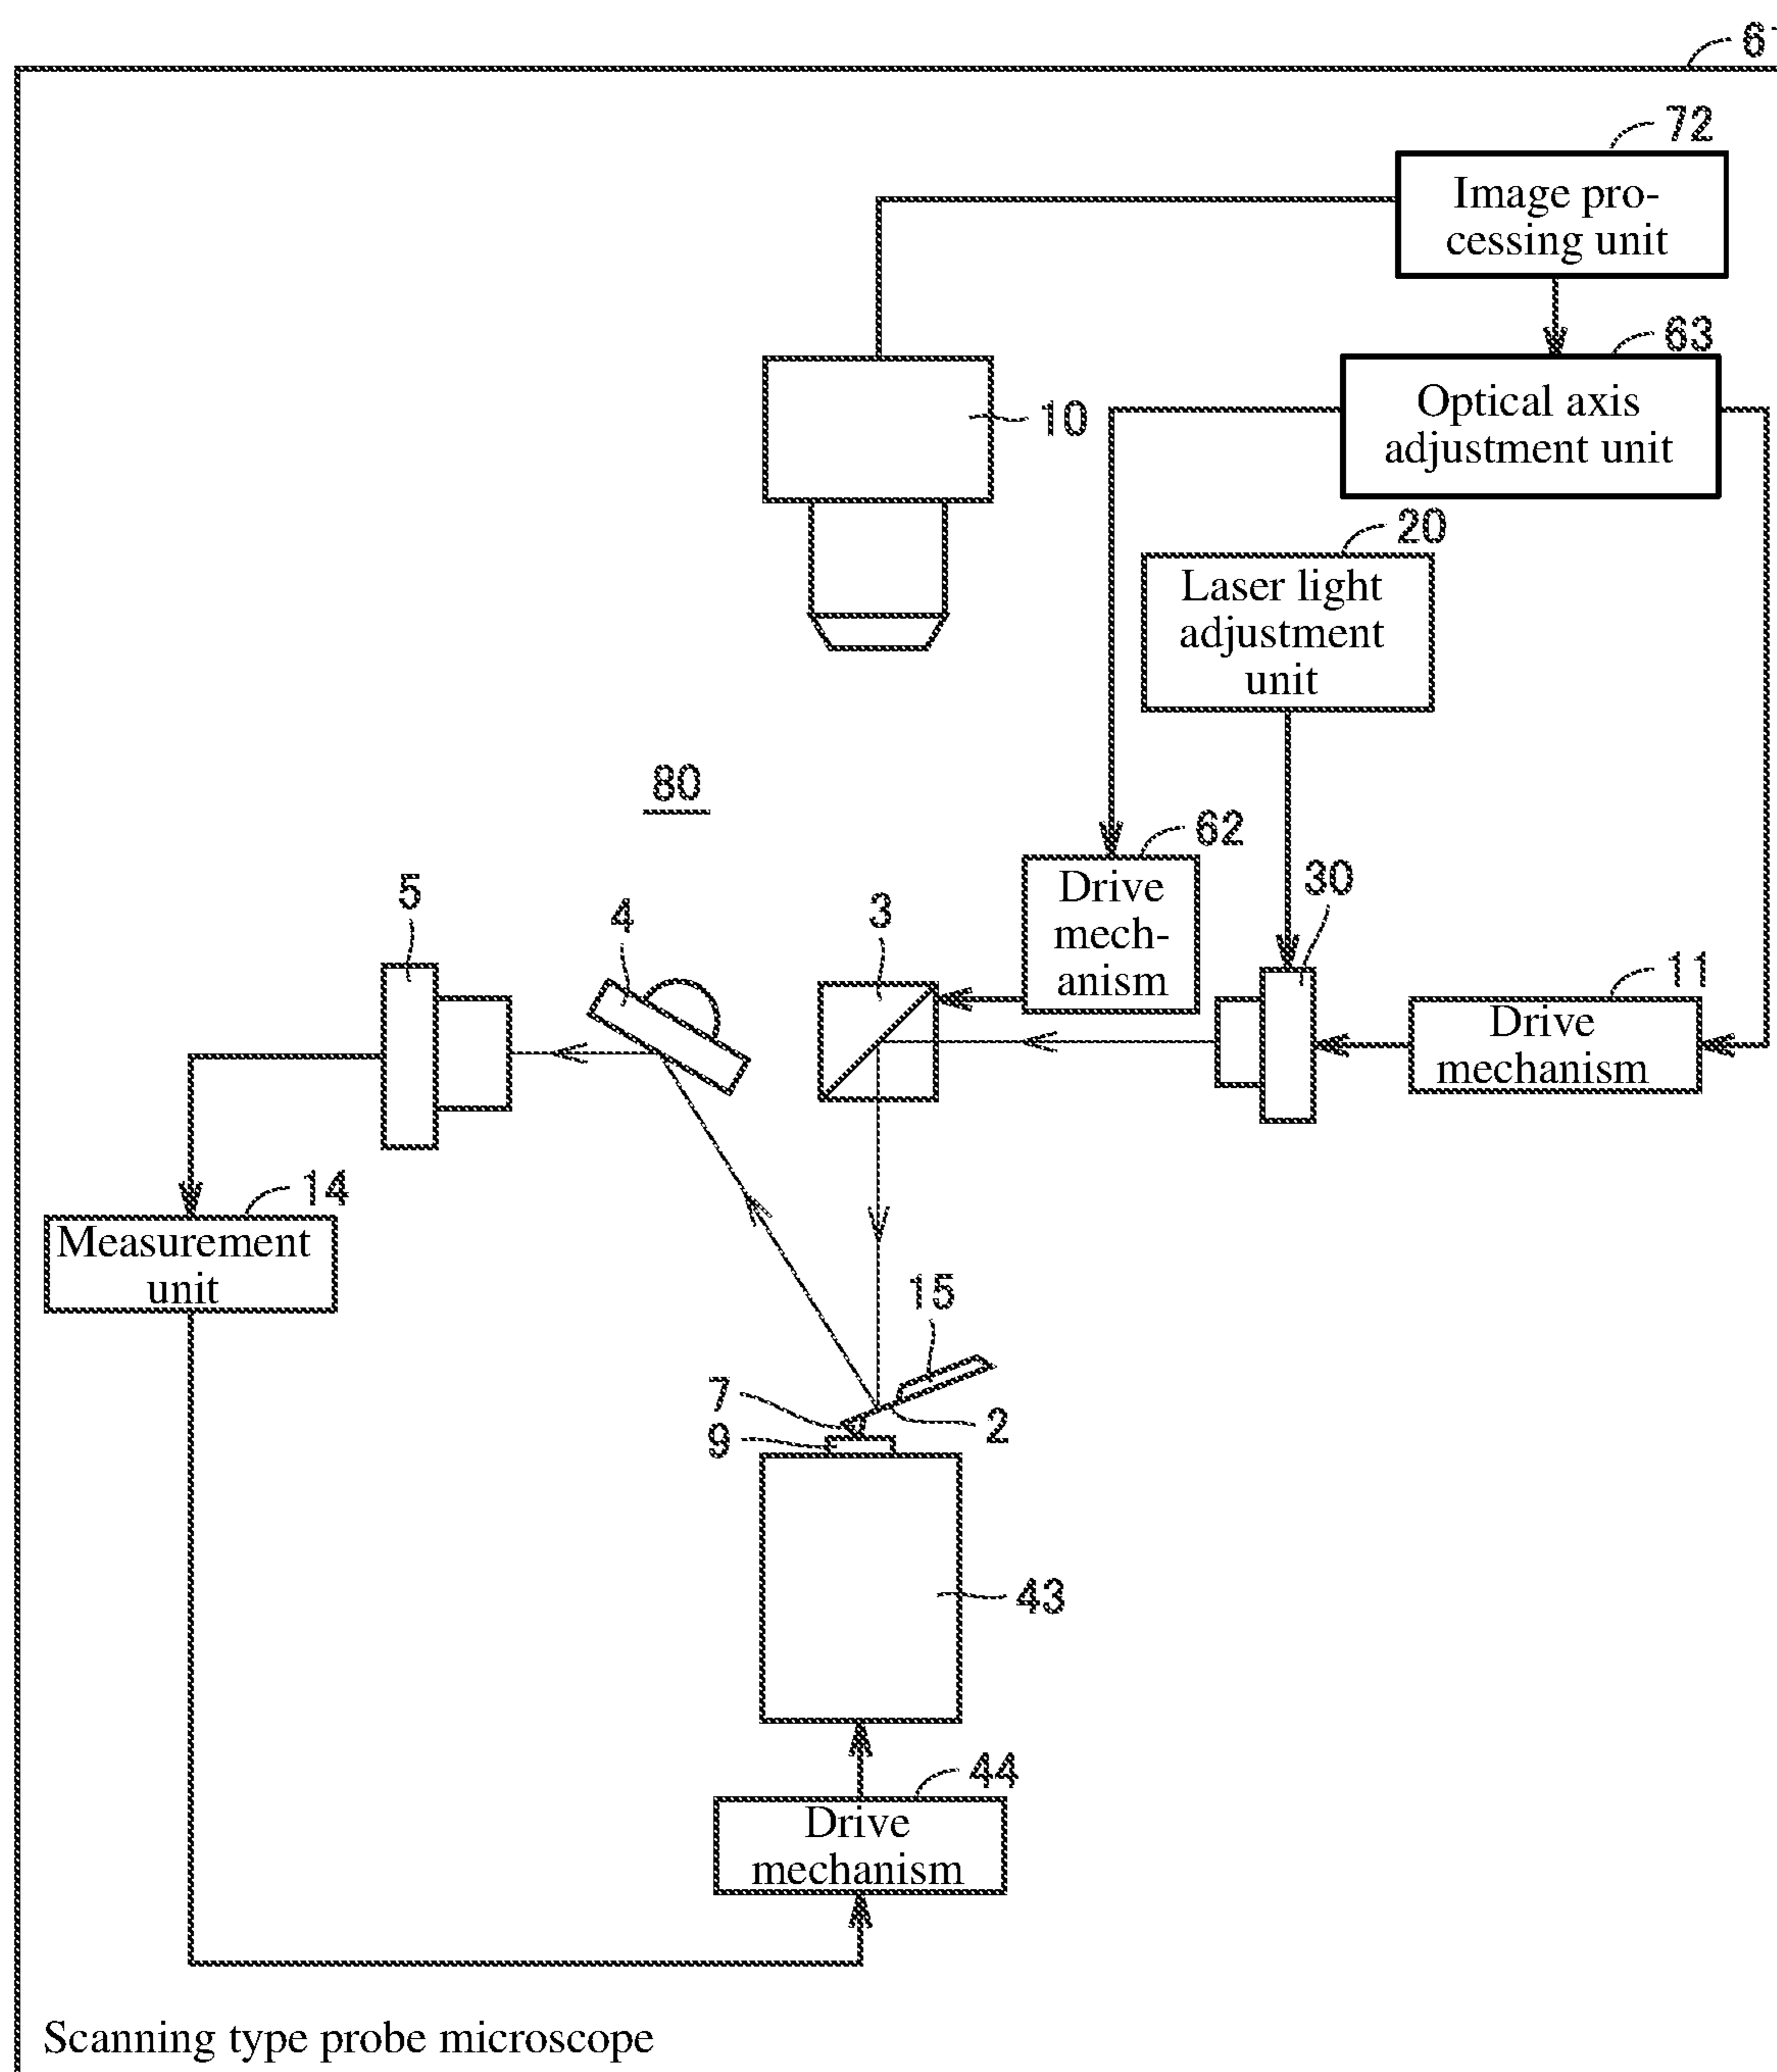 6
72
Image pro-
cessing unit
63
Optical axis
adjustment unit
10
20
Laser light
adjustment
unit
80
62
Drive
mech-
anism
30
5
4
3
11
Drive
mechanism
14
Measurement
unit
15
7
9
2
43
44
Drive
mechanism
Scanning type probe microscope